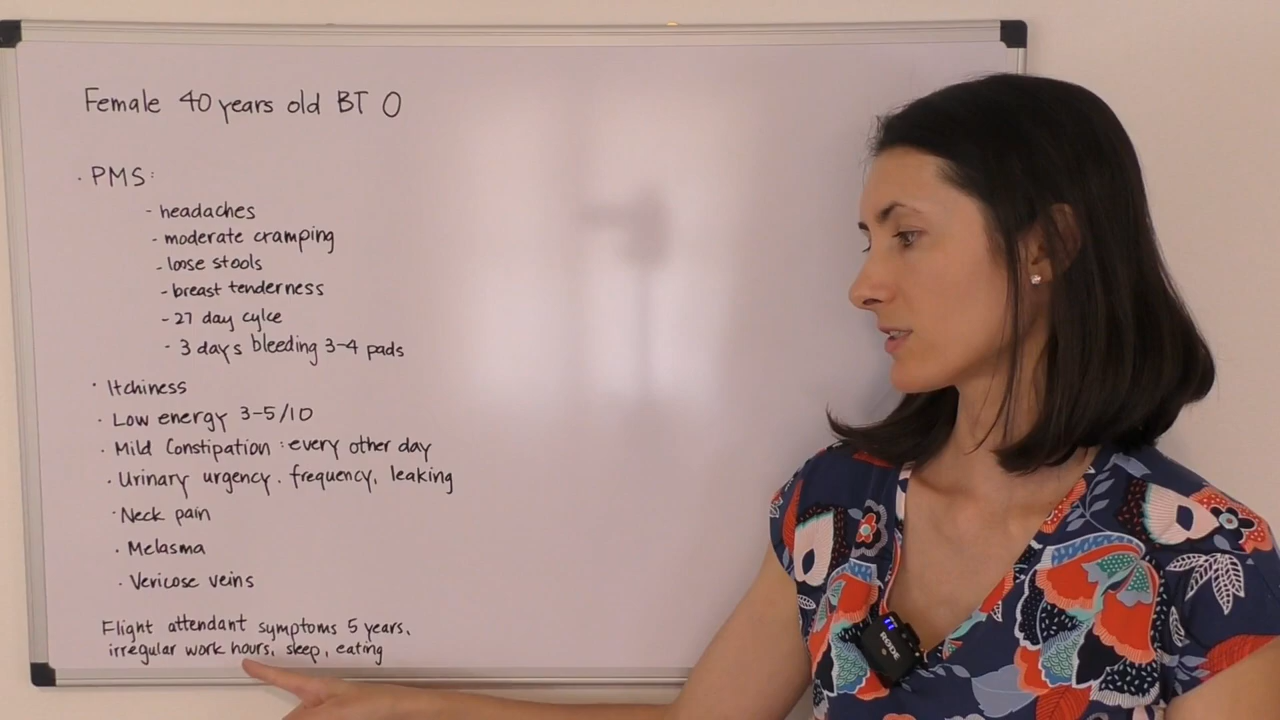 Female 40 years old BT O
· PMS:
- headaches
- moderate cramping
- loose stools
- breast tenderness
- 27 day cylce
- 3 days bleeding 3-4 pads
· Itchiness
· Low energy 3-5/10
· Mild Constipation : every other day
· Urinary urgency. frequency, leaking
· Neck pain
· Melasma
· Vericose veins
Flight attendant symptoms 5 years,
irregular work hours, sleep, eating
RODE